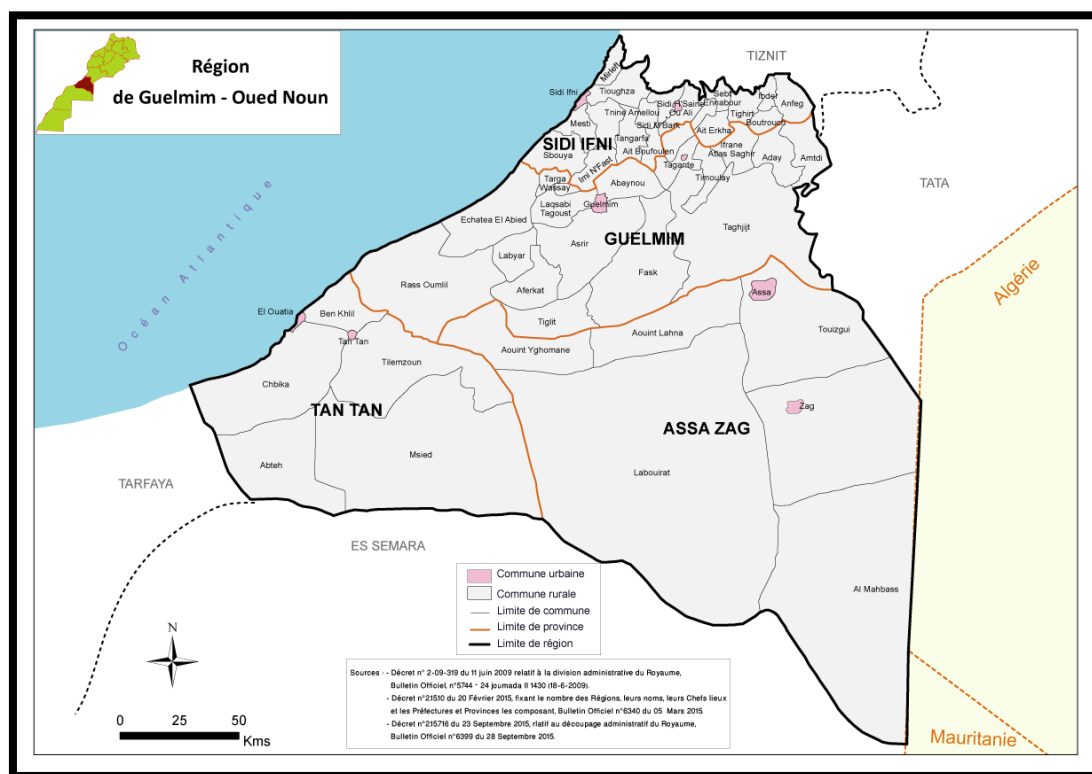 Région
de Guelmim - Oued Noun
TIZNIT
Mirleft
Sidi Ifni
Tioughza
Sebt
Ennabour
Ibder
Anfeg
Tnine Amellou
Sidi H'Saine
Ou Ali
Tighirt
Mesti
Sidi M'Bark
Boutrouch
SIDI IFNI
Tangarfa
Ait Erkha
Sbouya
Ait Boufoulen
Ifrane
Atlas Saghir
Aday
Amtdi
Imi N'Fast
Tagante
Timoulay
Targa
Wassay
Abaynou
TATA
Laqsabi
Tagoust
Guelmim
Echatea El Abied
Taghjijt
GUELMIM
Asrir
Labyar
Fask
Océan Atlantique
Algérie
Rass Oumlil
Aferkat
Assa
El Ouatia
Ben Khlil
Tiglit
Touizgui
Tan Tan
Aouint Lahna
Aouint Yghomane
Tilemzoun
Chbika
TAN TAN
Zag
ASSA ZAG
Msied
Abteh
Labouirat
TARFAYA
ES SEMARA
Al Mahbass
Commune urbaine
Commune rurale
Limite de commune
Limite de province
Limite de région
N
Sources : - Décret n° 2-09-319 du 11 juin 2009 relatif à la division administrative du Royaume,
Bulletin Officiel, n°5744 - 24 joumada II 1430 (18-6-2009).
- Décret n°2.15.10 du 20 Février 2015, fixant le nombre des Régions, leurs noms, leurs Chefs lieux
et les Préfectures et Provinces les composant, Bulletin Officiel n°6340 du 05 Mars 2015.
- Décret n°2.15.716 du 23 Septembre 2015, rlatif au découpage administratif du Royaume,
Bulletin Officiel n°6399 du 28 Septembre 2015.
0 25 50
Kms
Mauritanie